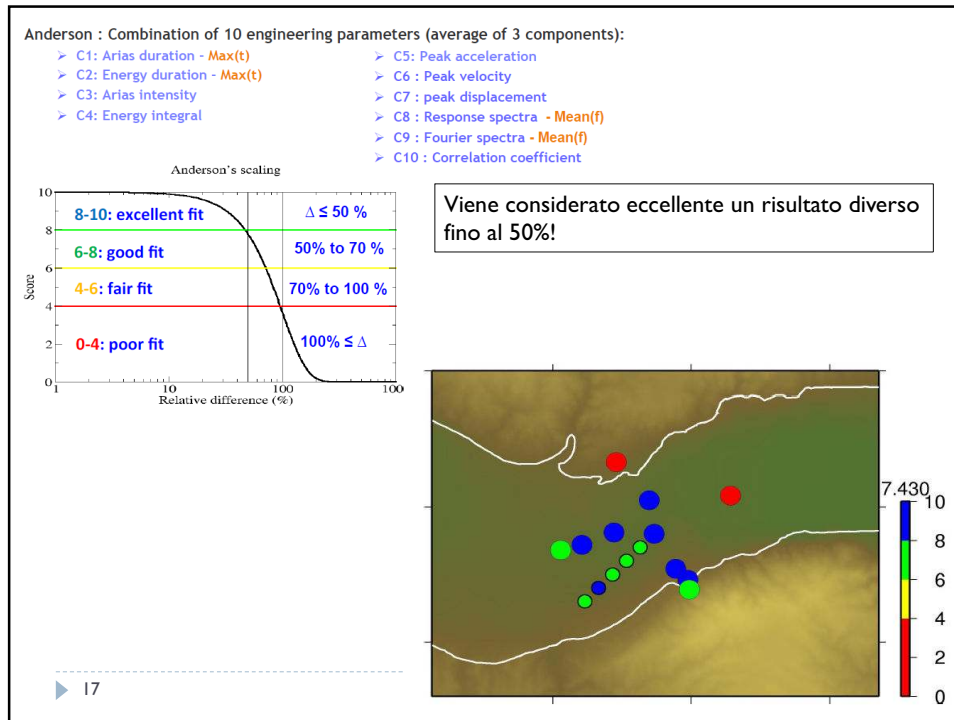 Anderson : Combination of 10 engineering parameters (average of 3 components):
➢ C1: Arias duration - Max(t)
➢ C2: Energy duration - Max(t)
➢ C3: Arias intensity
➢ C4: Energy integral
➢ C5: Peak acceleration
➢ C6 : Peak velocity
➢ C7 : peak displacement
➢ C8 : Response spectra - Mean(f)
➢ C9 : Fourier spectra - Mean(f)
➢ C10 : Correlation coefficient
Anderson's scaling
10
8-10: excellent fit
Δ ≤ 50 %
8
6-8: good fit
50% to 70 %
6
4-6: fair fit
70% to 100 %
4
0-4: poor fit
100% ≤ Δ
2
0
Score
1
10
100
100
Relative difference (%)
Viene considerato eccellente un risultato diverso
fino al 50%!
7.430
10
8
6
4
2
0
17